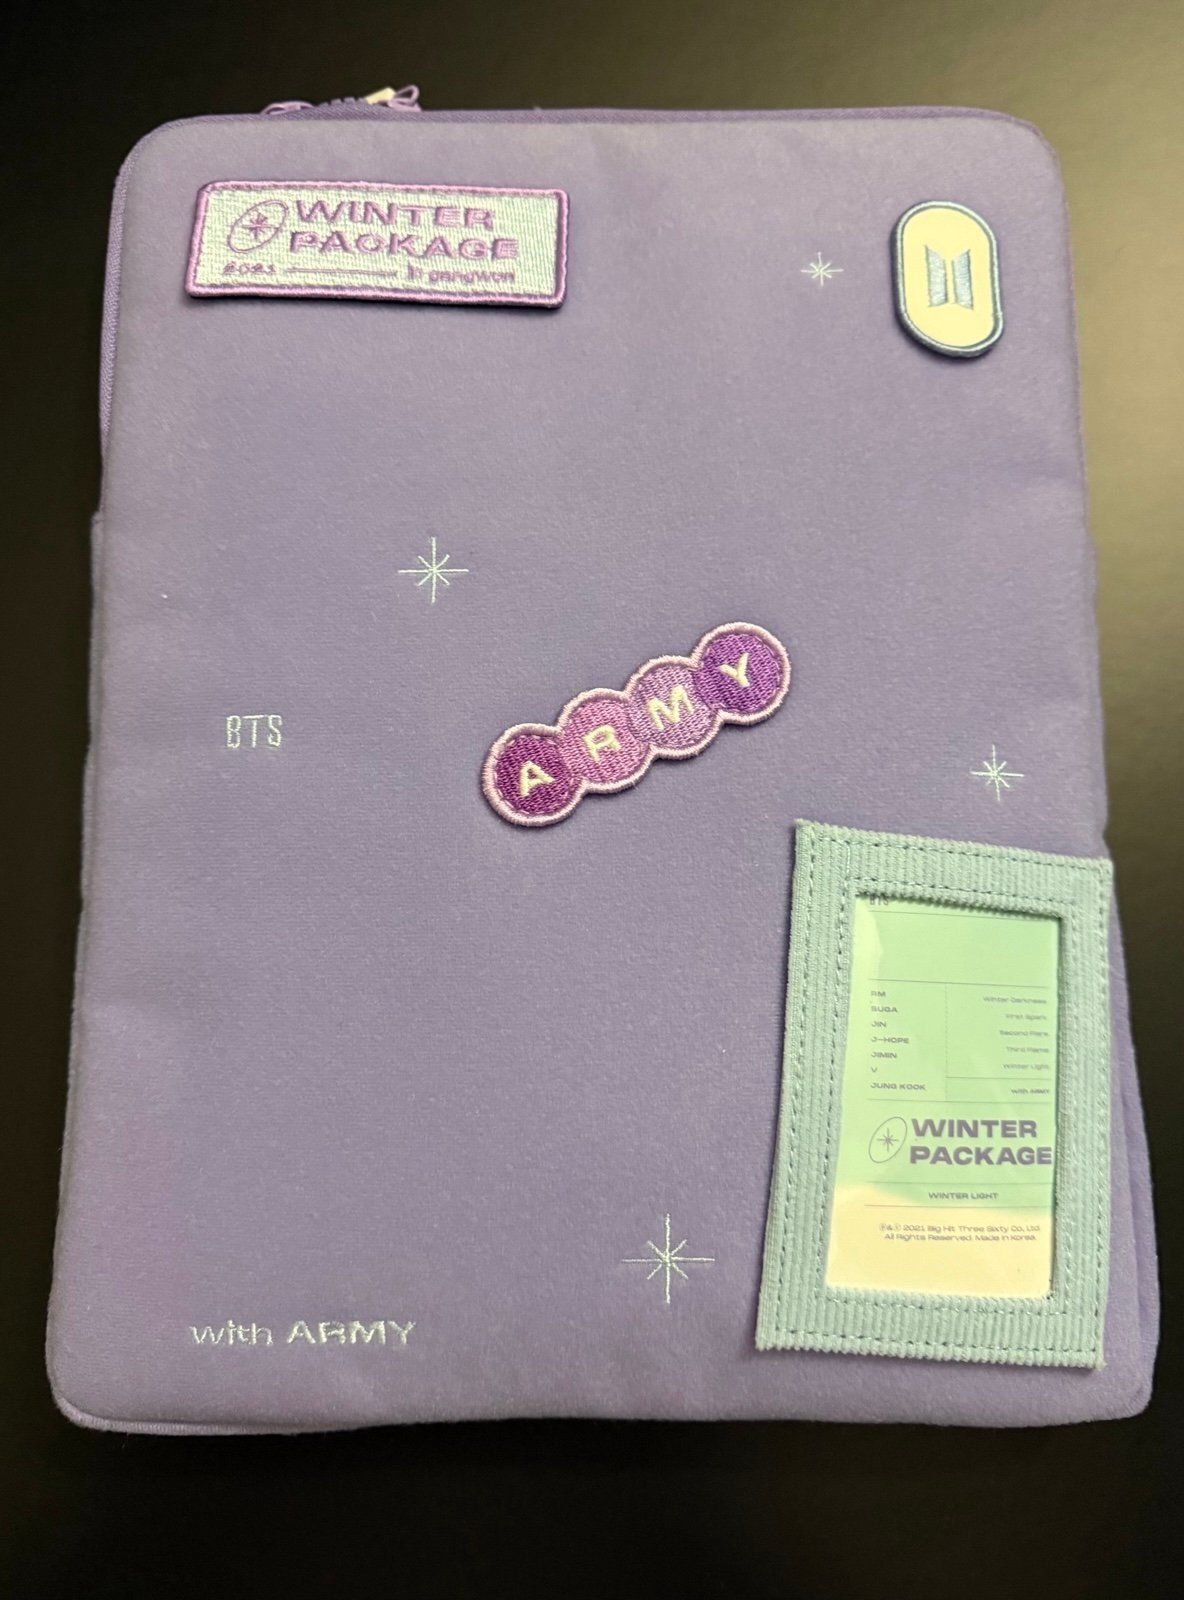 WINTER
PACKAGE
2021 in gangwon
BTS
A R M Y
BTS
RM
SUGA
JIN
J-HOPE
JIMIN
V
JUNG KOOK
Winter Darkness
First Spark
Second Flare
Third Flame
Winter Light
with ARMY
WINTER
PACKAGE
WINTER LIGHT
Ⓟ&Ⓒ 2021 Big Hit Three Sixty Co., Ltd.
All Rights Reserved. Made in Korea.
with ARMY